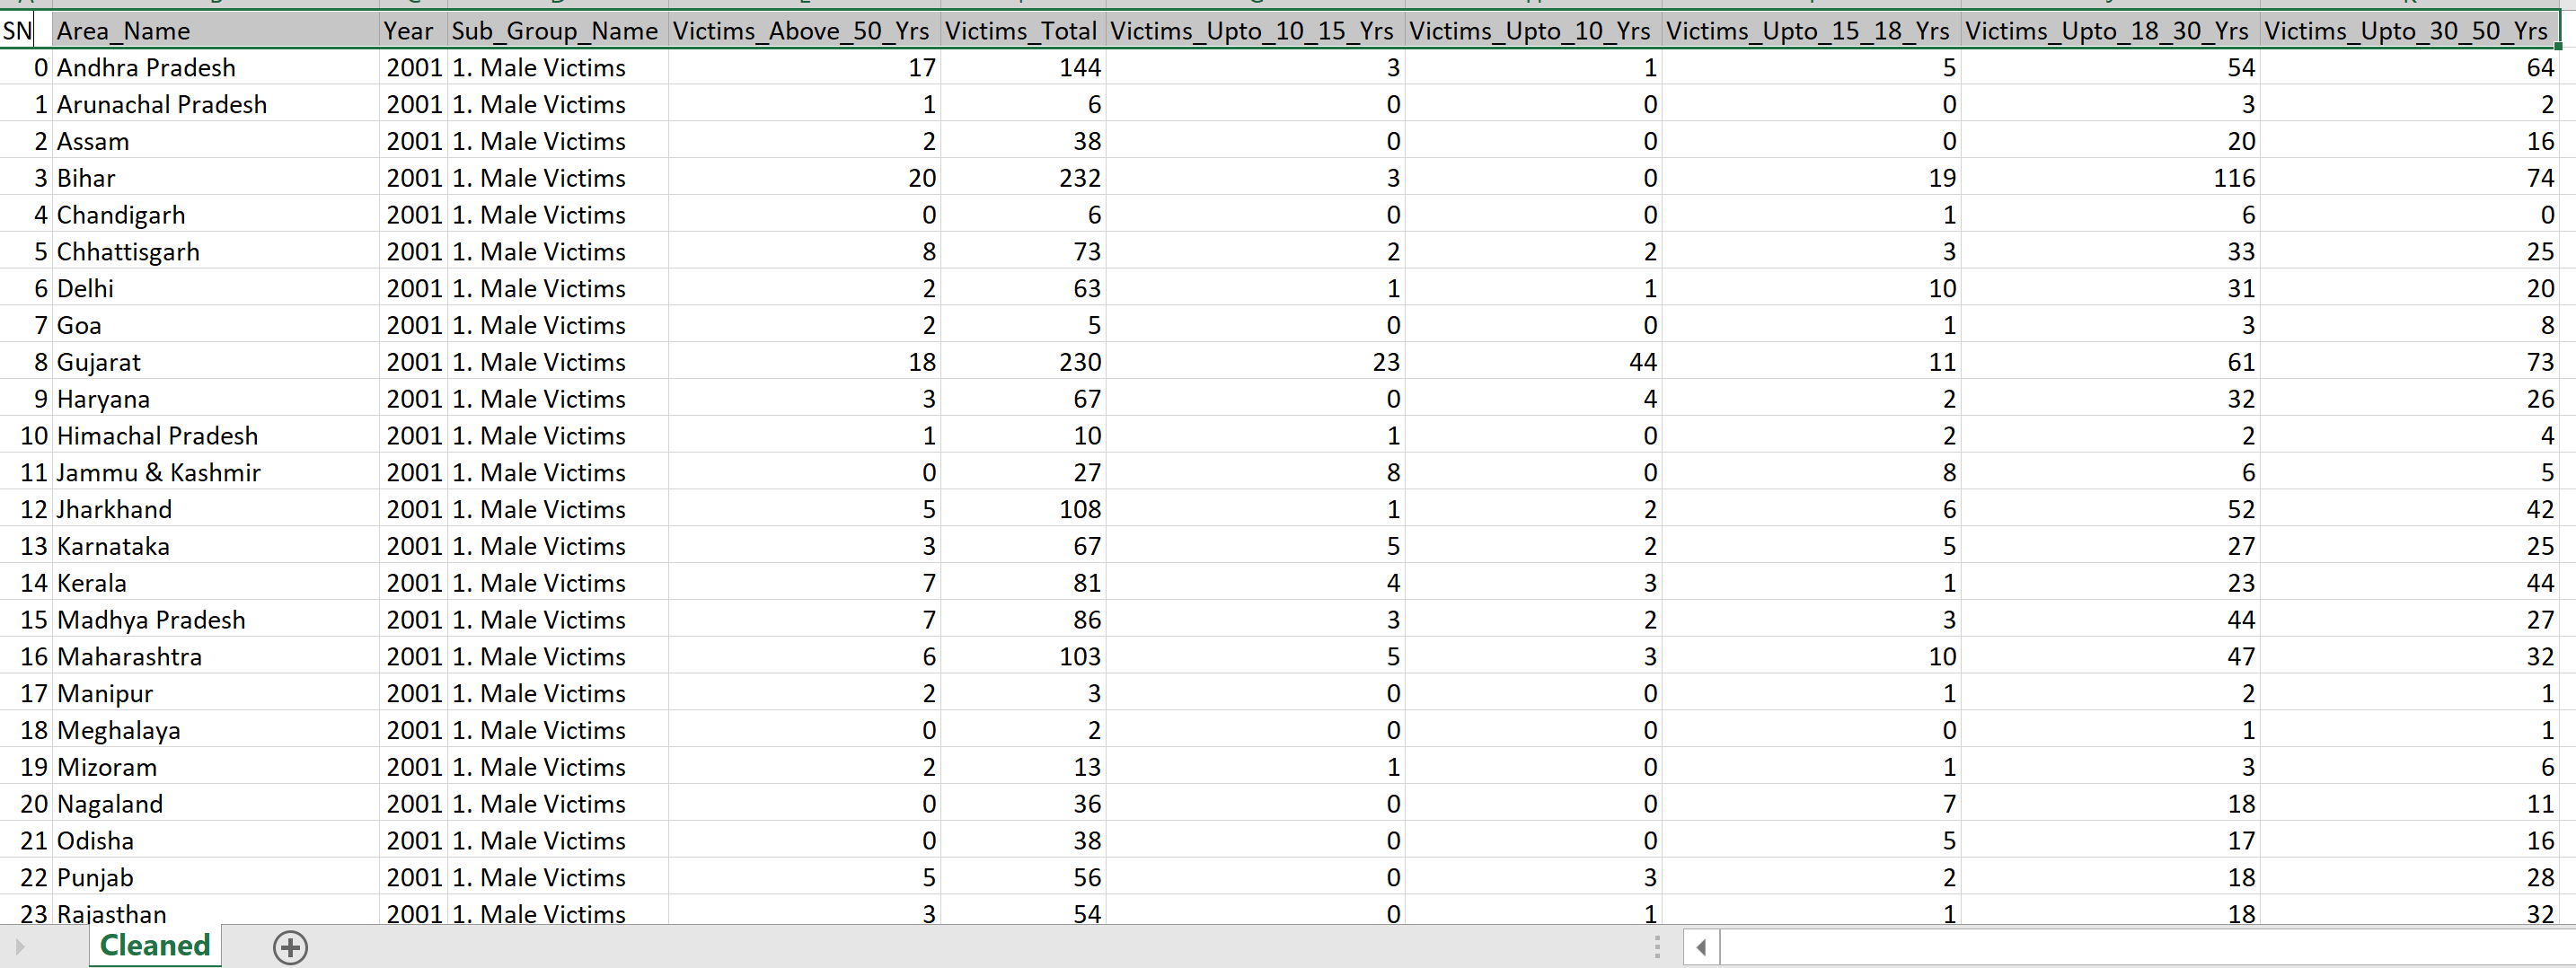 SN Area_Name Year Sub_Group_Name Victims_Above_50_Yrs Victims_Total Victims_Upto_10_15_Yrs Victims_Upto_10_Yrs Victims_Upto_15_18_Yrs Victims_Upto_18_30_Yrs Victims_Upto_30_50_Yrs
0 Andhra Pradesh 2001 1. Male Victims 17 144 3 1 5 54 64
1 Arunachal Pradesh 2001 1. Male Victims 1 6 0 0 0 3 2
2 Assam 2001 1. Male Victims 2 38 0 0 0 20 16
3 Bihar 2001 1. Male Victims 20 232 3 0 19 116 74
4 Chandigarh 2001 1. Male Victims 0 6 0 0 1 6 0
5 Chhattisgarh 2001 1. Male Victims 8 73 2 2 3 33 25
6 Delhi 2001 1. Male Victims 2 63 1 1 10 31 20
7 Goa 2001 1. Male Victims 2 5 0 0 1 3 8
8 Gujarat 2001 1. Male Victims 18 230 23 44 11 61 73
9 Haryana 2001 1. Male Victims 3 67 0 4 2 32 26
10 Himachal Pradesh 2001 1. Male Victims 1 10 1 0 2 2 4
11 Jammu & Kashmir 2001 1. Male Victims 0 27 8 0 8 6 5
12 Jharkhand 2001 1. Male Victims 5 108 1 2 6 52 42
13 Karnataka 2001 1. Male Victims 3 67 5 2 5 27 25
14 Kerala 2001 1. Male Victims 7 81 4 3 1 23 44
15 Madhya Pradesh 2001 1. Male Victims 7 86 3 2 3 44 27
16 Maharashtra 2001 1. Male Victims 6 103 5 3 10 47 32
17 Manipur 2001 1. Male Victims 2 3 0 0 1 2 1
18 Meghalaya 2001 1. Male Victims 0 2 0 0 0 1 1
19 Mizoram 2001 1. Male Victims 2 13 1 0 1 3 6
20 Nagaland 2001 1. Male Victims 0 36 0 0 7 18 11
21 Odisha 2001 1. Male Victims 0 38 0 0 5 17 16
22 Punjab 2001 1. Male Victims 5 56 0 3 2 18 28
23 Rajasthan 2001 1. Male Victims 3 54 0 1 1 18 32
Cleaned